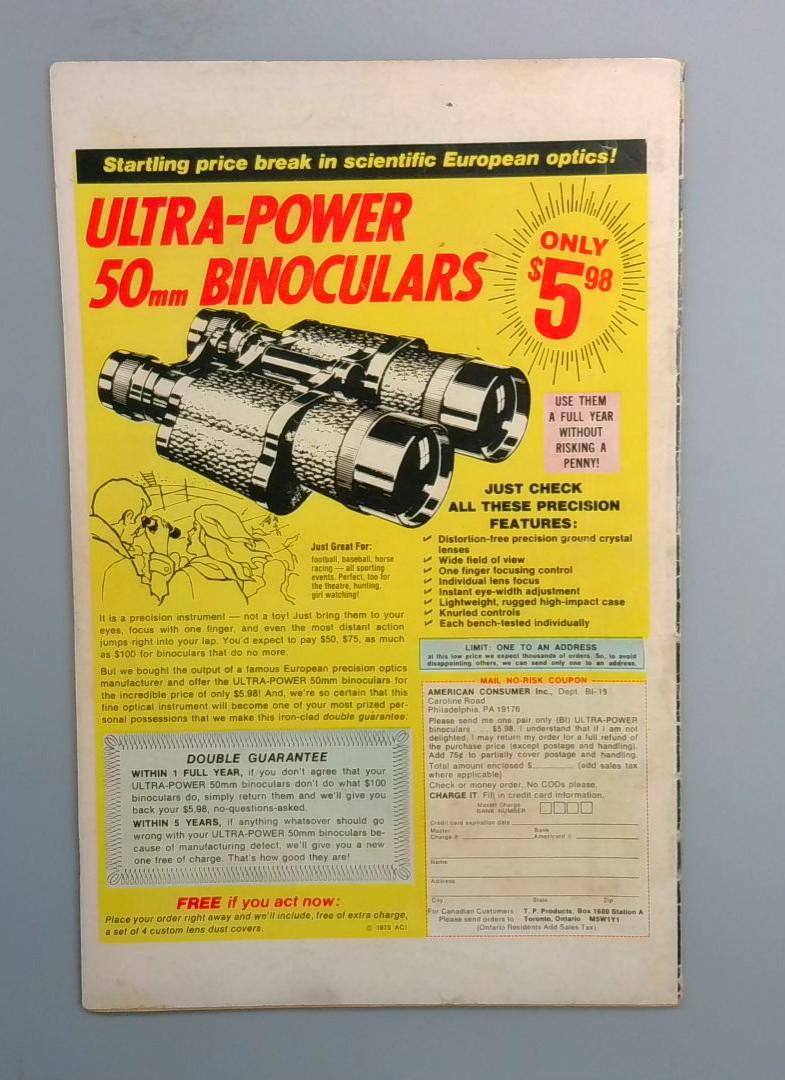 Startling price break in scientific European optics!
ULTRA-POWER
50mm BINOCULARS
ONLY
$5 98
USE THEM
A FULL YEAR
WITHOUT
RISKING A
PENNY!
JUST CHECK
ALL THESE PRECISION
FEATURES:
✓ Distortion-free precision ground crystal
lenses
✓ Wide field of view
✓ One finger focusing control
✓ Individual lens focus
✓ Instant eye-width adjustment
✓ Lightweight, rugged high-impact case
✓ Knurled controls
✓ Each bench-tested individually
Just Great For:
football, baseball, horse
racing — all sporting
events. Perfect, too for
the theatre, hunting,
girl watching!
It is a precision instrument — not a toy! Just bring them to your
eyes, focus with one finger, and even the most distant action
jumps right into your lap. You'd expect to pay $50, $75, as much
as $100 for binoculars that do no more.
But we bought the output of a famous European precision optics
manufacturer and offer the ULTRA-POWER 50mm binoculars for
the incredible price of only $5.98! And, we're so certain that this
fine optical instrument will become one of your most prized per-
sonal possessions that we make this iron-clad double guarantee:
DOUBLE GUARANTEE
WITHIN 1 FULL YEAR, if you don't agree that your
ULTRA-POWER 50mm binoculars don't do what $100
binoculars do, simply return them and we'll give you
back your $5.98, no-questions-asked.
WITHIN 5 YEARS, if anything whatsoever should go
wrong with your ULTRA-POWER 50mm binoculars be-
cause of manufacturing defect, we'll give you a new
one free of charge. That's how good they are!
FREE if you act now:
Place your order right away and we'll include, free of extra charge,
a set of 4 custom lens dust covers.
© 1975 ACI
LIMIT: ONE TO AN ADDRESS
at this low price we expect thousands of orders. So, to avoid
disappointing others, we can send only one to an address.
MAIL NO-RISK COUPON
AMERICAN CONSUMER Inc., Dept. BI-19
Caroline Road
Philadelphia, PA 19176
Please send me one pair only (BI) ULTRA-POWER
binoculars . . . $5.98. I understand that if I am not
delighted, I may return my order for a full refund of
the purchase price (except postage and handling).
Add 75¢ to partially cover postage and handling.
Total amount enclosed $______ (add sales tax
where applicable)
Check or money order, No CODs please.
CHARGE IT. Fill in credit card information.
Master Charge
BANK NUMBER
Credit card expiration date
Master
Charge #
Bank
Americard #
Name
Address
City State Zip
For Canadian Customers
Please send orders to
T. P. Products, Box 1600 Station A
Toronto, Ontario M5W1Y1
(Ontario Residents Add Sales Tax)